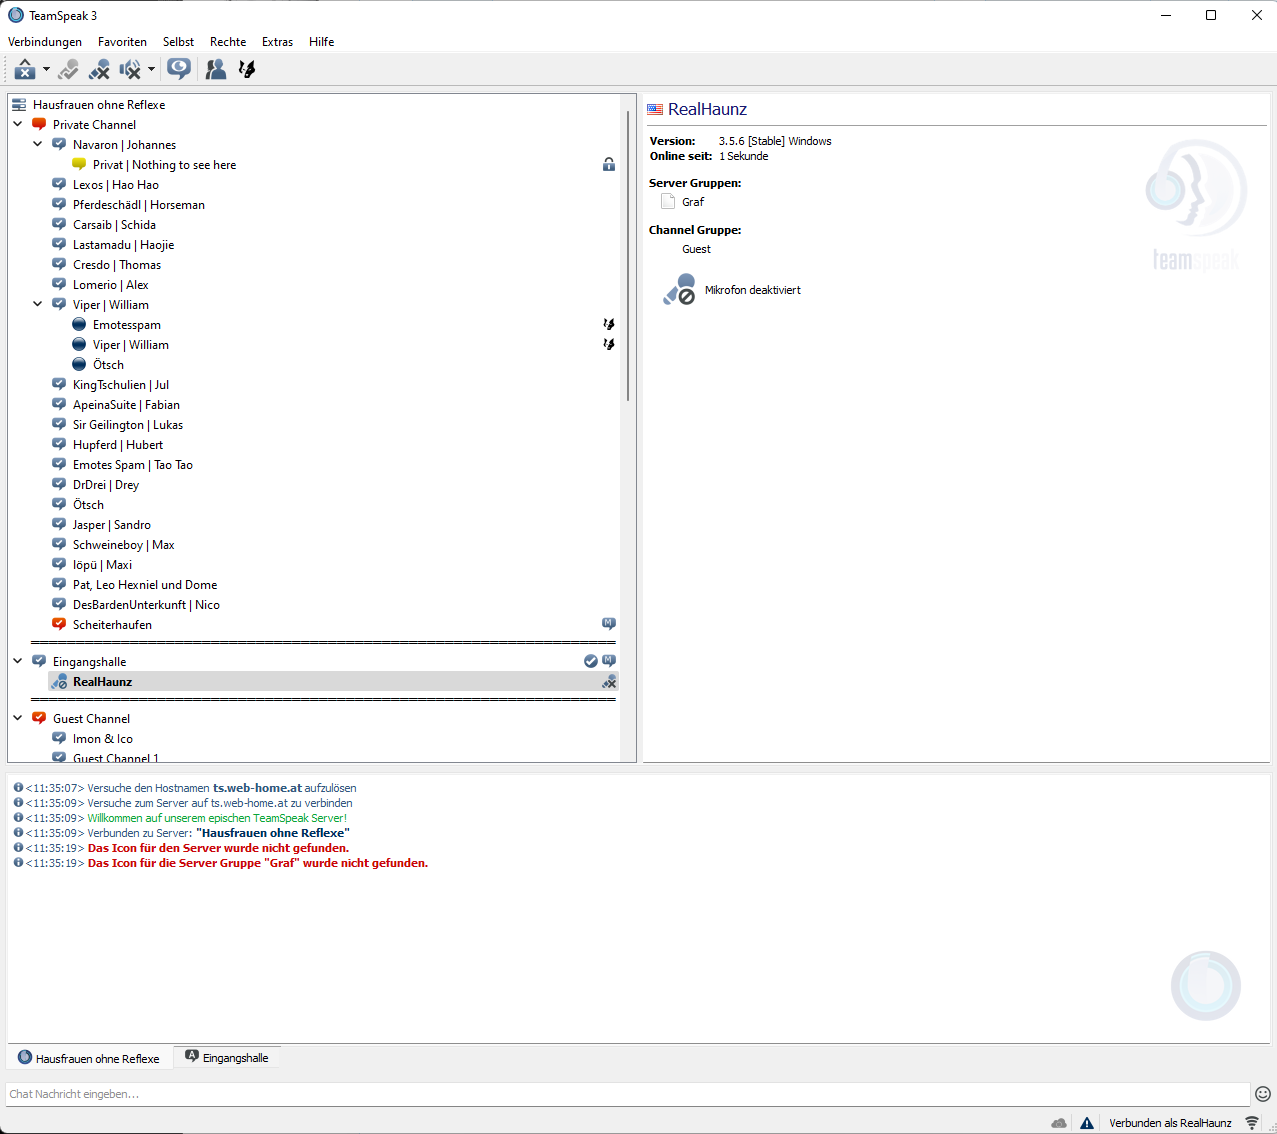 TeamSpeak 3
Verbindungen Favoriten Selbst Rechte Extras Hilfe
Hausfrauen ohne Reflexe
Private Channel
Navaron | Johannes
Privat | Nothing to see here
Lexos | Hao Hao
Pferdeschädl | Horseman
Carsaib | Schida
Lastamadu | Haojie
Cresdo | Thomas
Lomerio | Alex
Viper | William
Emotesspam
Viper | William
Ötsch
KingTschulien | Jul
ApeinaSuite | Fabian
Sir Geilington | Lukas
Hupferd | Hubert
Emotes Spam | Tao Tao
DrDrei | Drey
Ötsch
Jasper | Sandro
Schweineboy | Max
Iöpü | Maxi
Pat, Leo Hexniel und Dome
DesBardenUnterkunft | Nico
Scheiterhaufen
Eingangshalle
RealHaunz
Guest Channel
Imon & Ico
Guest Channel 1
RealHaunz
Version: 3.5.6 [Stable] Windows
Online seit: 1 Sekunde
Server Gruppen:
Graf
Channel Gruppe:
Guest
Mikrofon deaktiviert
teamspeak
<11:35:07> Versuche den Hostnamen ts.web-home.at aufzulösen
<11:35:09> Versuche zum Server auf ts.web-home.at zu verbinden
<11:35:09> Willkommen auf unserem epischen TeamSpeak Server!
<11:35:09> Verbunden zu Server: "Hausfrauen ohne Reflexe"
<11:35:19> Das Icon für den Server wurde nicht gefunden.
<11:35:19> Das Icon für die Server Gruppe "Graf" wurde nicht gefunden.
Hausfrauen ohne Reflexe Eingangshalle
Chat Nachricht eingeben...
Verbunden als RealHaunz